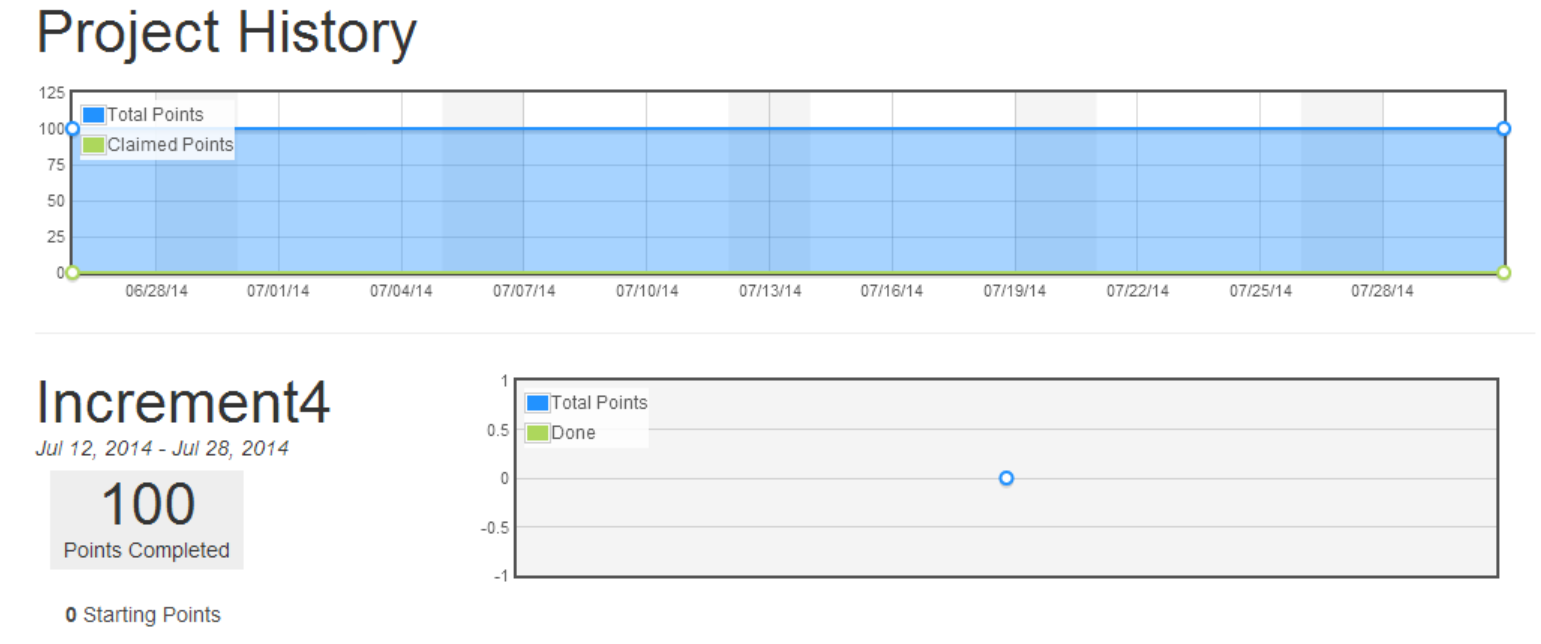 Project History
125
Total Points
100
Claimed Points
75
50
25
0
06/28/14 07/01/14 07/04/14 07/07/14 07/10/14 07/13/14 07/16/14 07/19/14 07/22/14 07/25/14 07/28/14
Increment4
Jul 12, 2014 - Jul 28, 2014
100
Points Completed
0 Starting Points
1
Total Points
0.5
Done
0
-0.5
-1